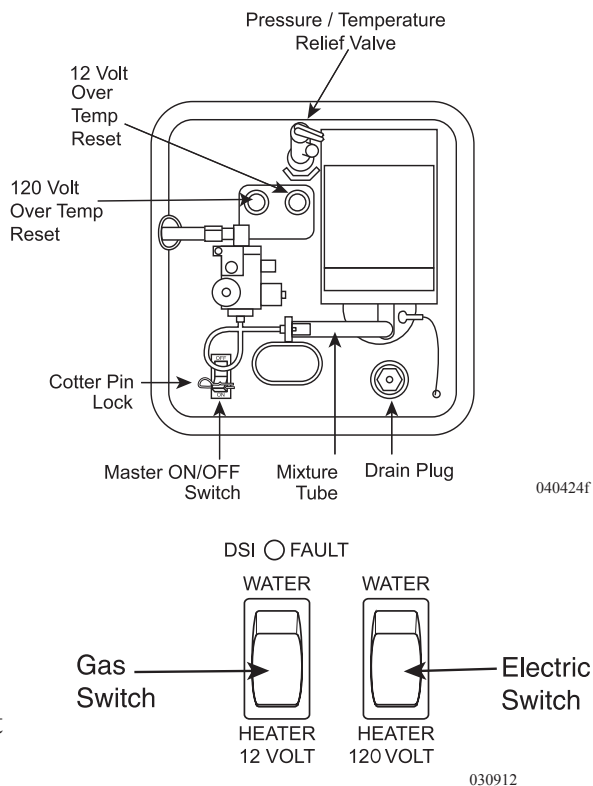 Pressure / Temperature
Relief Valve
12 Volt
Over
Temp
Reset
120 Volt
Over Temp
Reset
OFF
Cotter Pin
Lock
ON
Master ON/OFF
Switch
Mixture
Tube
Drain Plug
040424f
DSI FAULT
WATER
WATER
Gas
Switch
Electric
Switch
t
HEATER
12 VOLT
HEATER
120 VOLT
030912